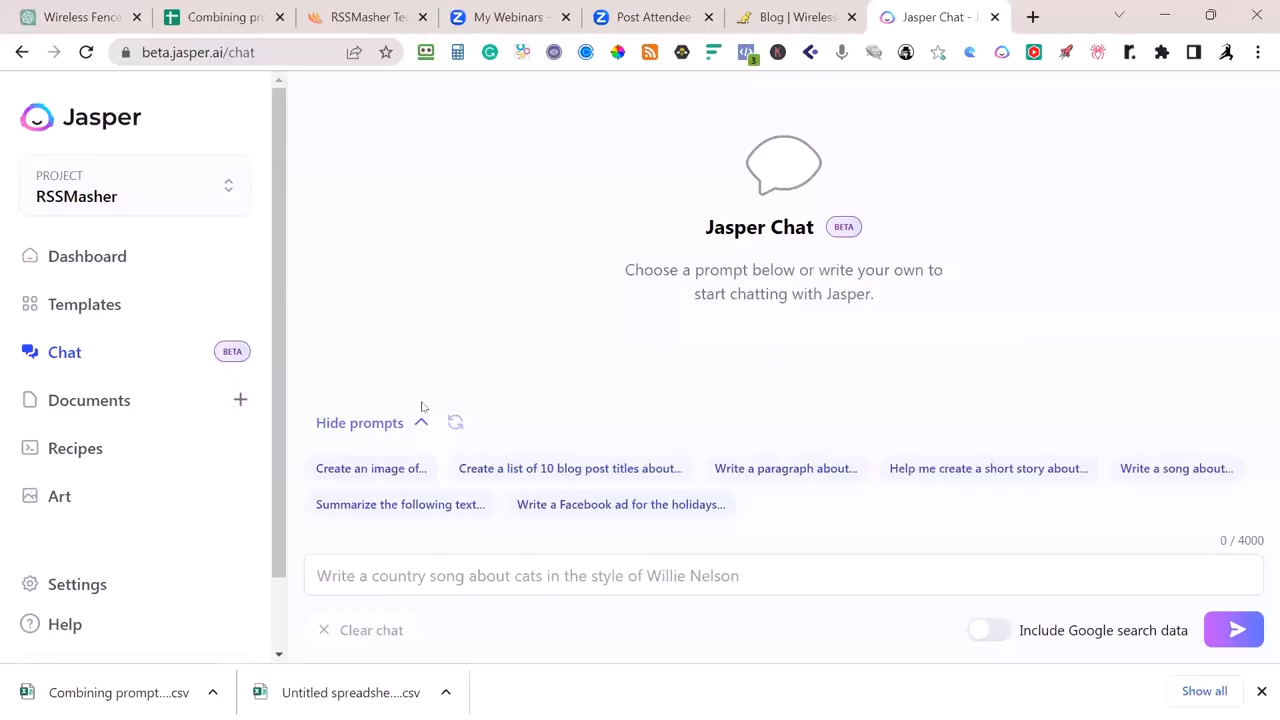 Wireless Fence
Combining pr
RSSMasher Te
My Webinars -
Post Attendee
Blog | Wireless
Jasper Chat - J
beta.jasper.ai/chat
3
Jasper
PROJECT
RSSMasher
Dashboard
Templates
Chat BETA
Documents
Recipes
Art
Settings
Help
Jasper Chat BETA
Choose a prompt below or write your own to
start chatting with Jasper.
Hide prompts
Create an image of... Create a list of 10 blog post titles about... Write a paragraph about... Help me create a short story about... Write a song about...
Summarize the following text... Write a Facebook ad for the holidays...
0 / 4000
Write a country song about cats in the style of Willie Nelson
Clear chat Include Google search data
Combining prompt....csv Untitled spreadshe....csv Show all